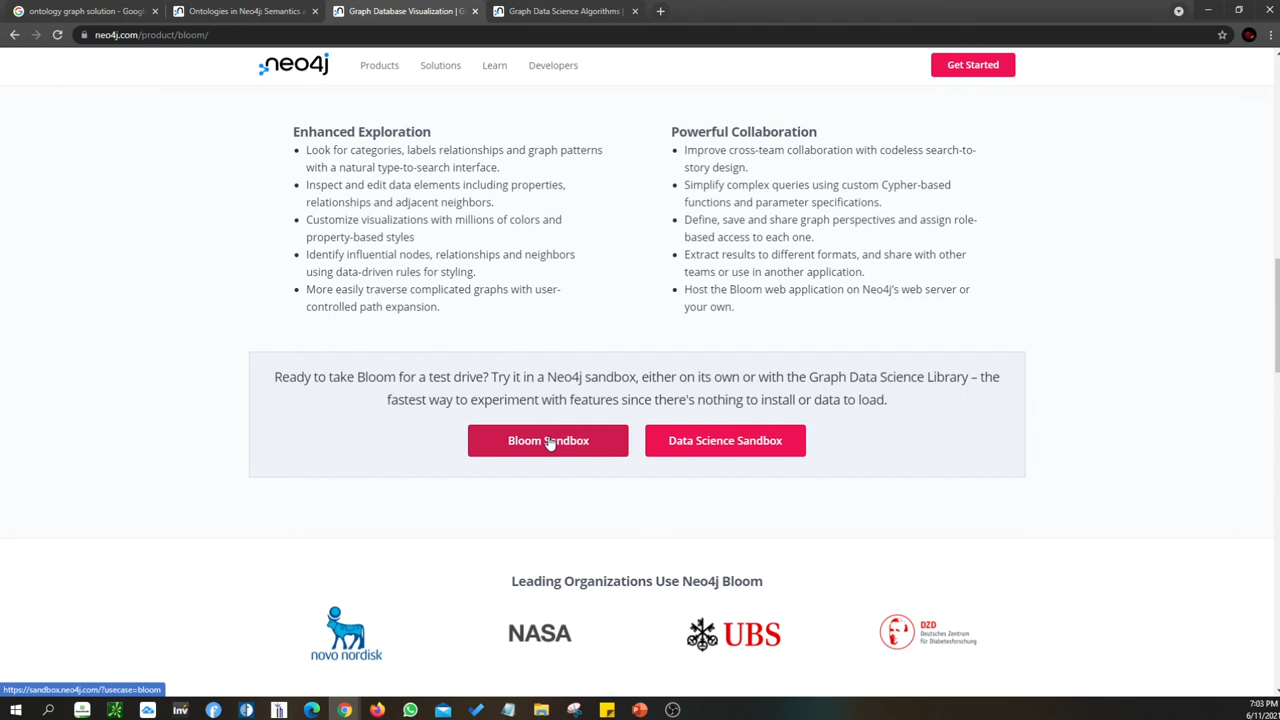 ontology graph solution - Google
Ontologies in Neo4j Semantics a
Graph Database Visualization | G
Graph Data Science Algorithms |
neo4j.com/product/bloom/
neo4j
Products
Solutions
Learn
Developers
Get Started
Enhanced Exploration
Look for categories, labels relationships and graph patterns
with a natural type-to-search interface.
Inspect and edit data elements including properties,
relationships and adjacent neighbors.
Customize visualizations with millions of colors and
property-based styles
Identify influential nodes, relationships and neighbors
using data-driven rules for styling.
More easily traverse complicated graphs with user-
controlled path expansion.
Powerful Collaboration
Improve cross-team collaboration with codeless search-to-
story design.
Simplify complex queries using custom Cypher-based
functions and parameter specifications.
Define, save and share graph perspectives and assign role-
based access to each one.
Extract results to different formats, and share with other
teams or use in another application.
Host the Bloom web application on Neo4j's web server or
your own.
Ready to take Bloom for a test drive? Try it in a Neo4j sandbox, either on its own or with the Graph Data Science Library – the
fastest way to experiment with features since there's nothing to install or data to load.
Bloom Sandbox
Data Science Sandbox
Leading Organizations Use Neo4j Bloom
novo nordisk
NASA
UBS
DZD
Deutsches Zentrum
für Diabetesforschung
https://sandbox.neo4j.com/?usecase=bloom
inv
7:03 PM
6/11/202